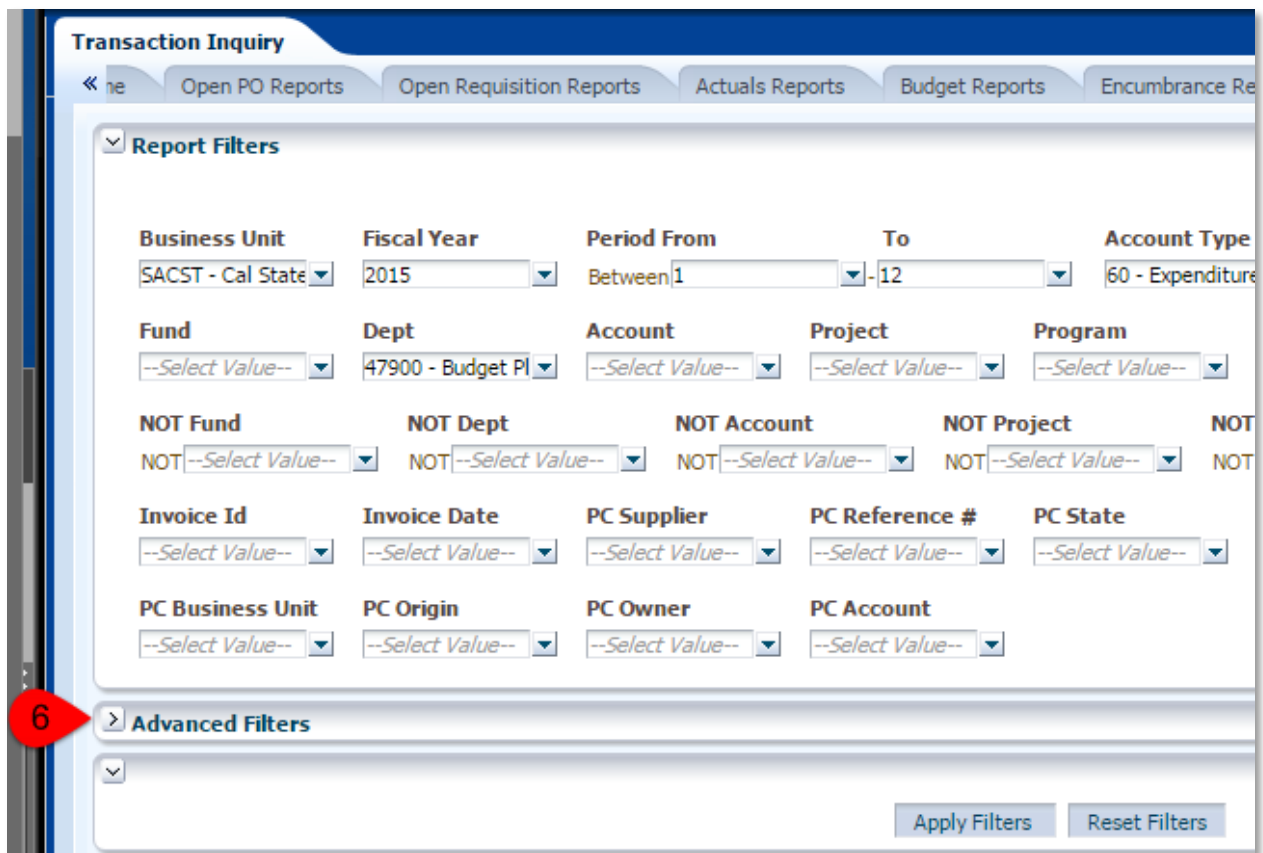 Transaction Inquiry
« ne Open PO Reports Open Requisition Reports Actuals Reports Budget Reports Encumbrance Re
Report Filters
Business Unit Fiscal Year Period From To Account Type
SACST - Cal State 2015 Between 1 - 12 60 - Expenditure
Fund Dept Account Project Program
--Select Value-- 47900 - Budget Pl --Select Value-- --Select Value-- --Select Value--
NOT Fund NOT Dept NOT Account NOT Project NOT
NOT --Select Value-- NOT --Select Value-- NOT --Select Value-- NOT --Select Value-- NOT
Invoice Id Invoice Date PC Supplier PC Reference # PC State
--Select Value-- --Select Value-- --Select Value-- --Select Value-- --Select Value--
PC Business Unit PC Origin PC Owner PC Account
--Select Value-- --Select Value-- --Select Value-- --Select Value--
6 Advanced Filters
Apply Filters Reset Filters